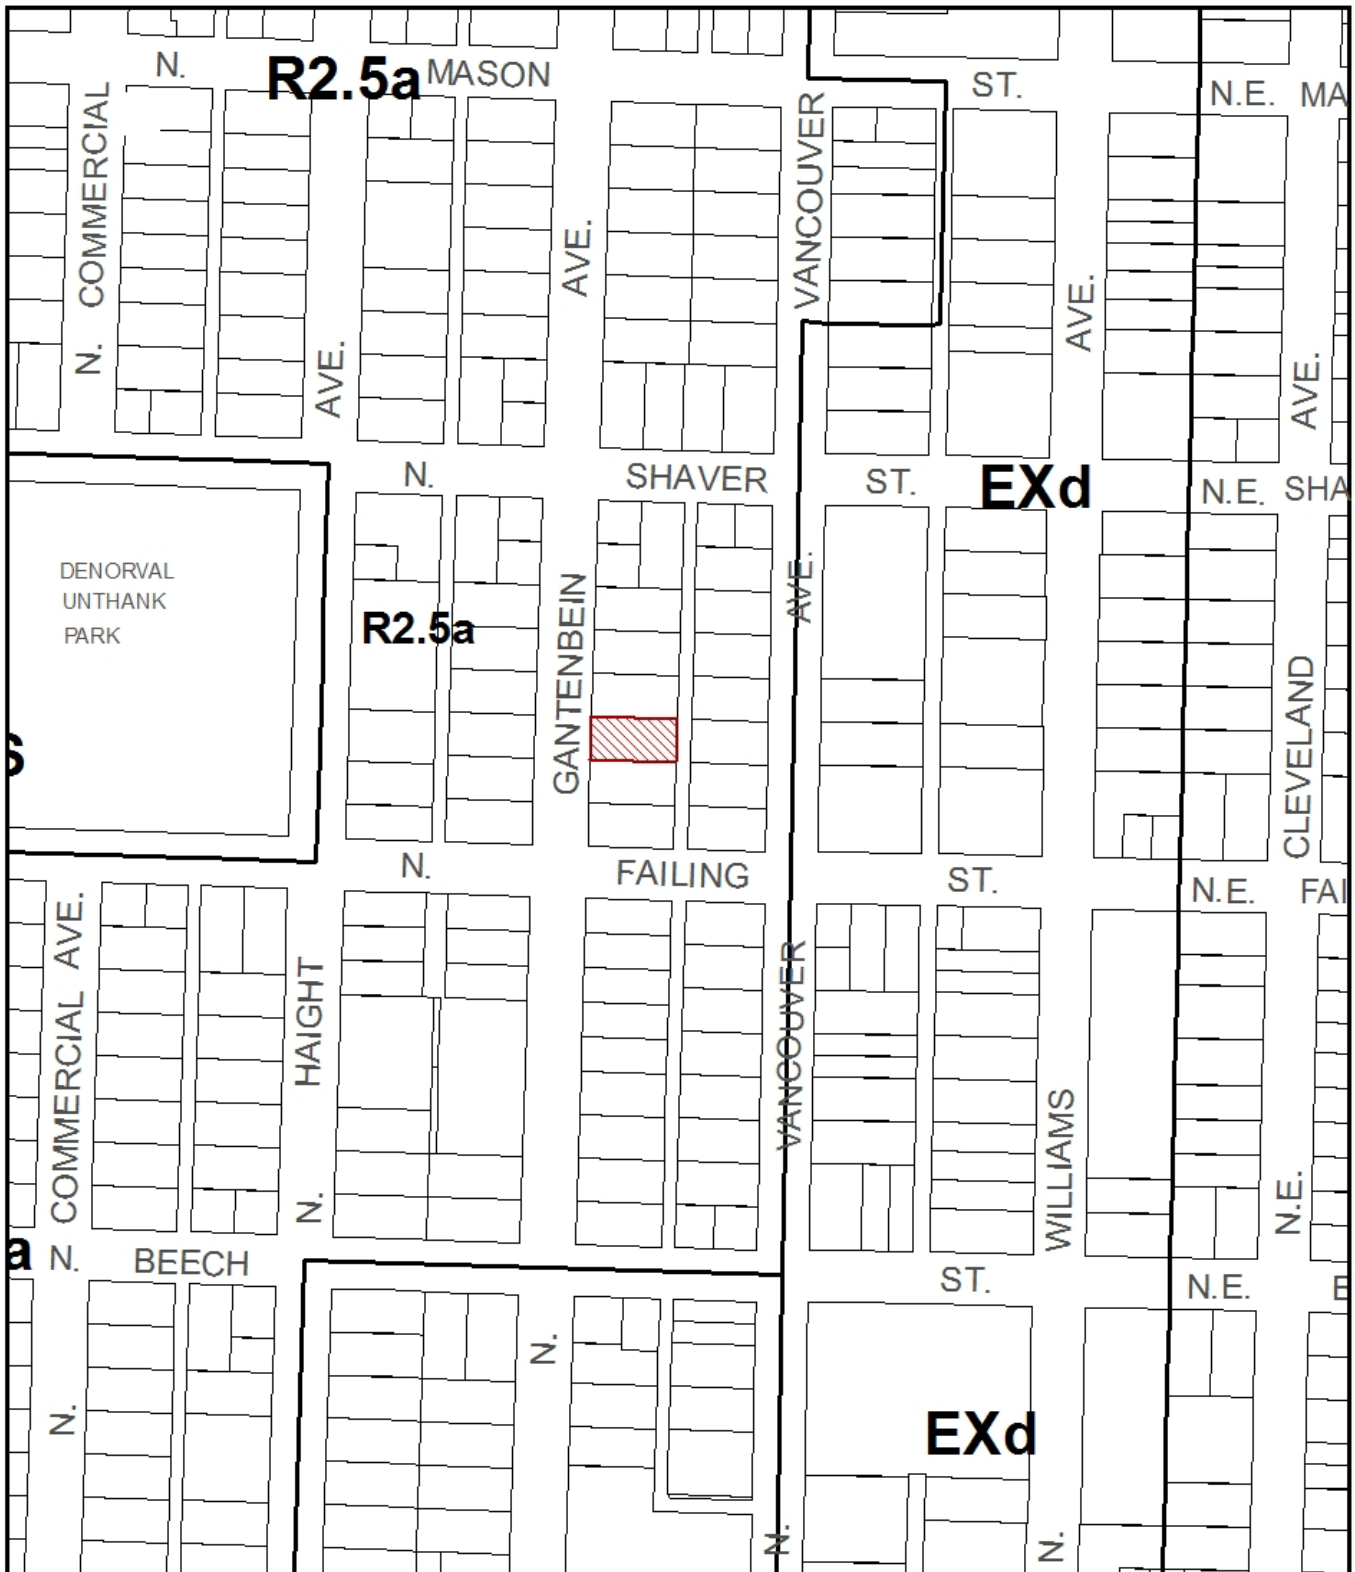 N.
R2.5a
MASON
ST.
N.E.
MA
COMMERCIAL
N.
AVE.
AVE.
VANCOUVER
AVE.
AVE.
N.
SHAVER
ST.
EXd
N.E.
SHA
DENORVAL
UNTHANK
PARK
R2.5a
GANTENBEIN
AVE.
CLEVELAND
N.
FAILING
ST.
N.E.
FAI
COMMERCIAL AVE.
HAIGHT
N.
VANCOUVER
WILLIAMS
N.E.
a
N.
BEECH
ST.
N.E.
N.
N.
EXd
N.
N.